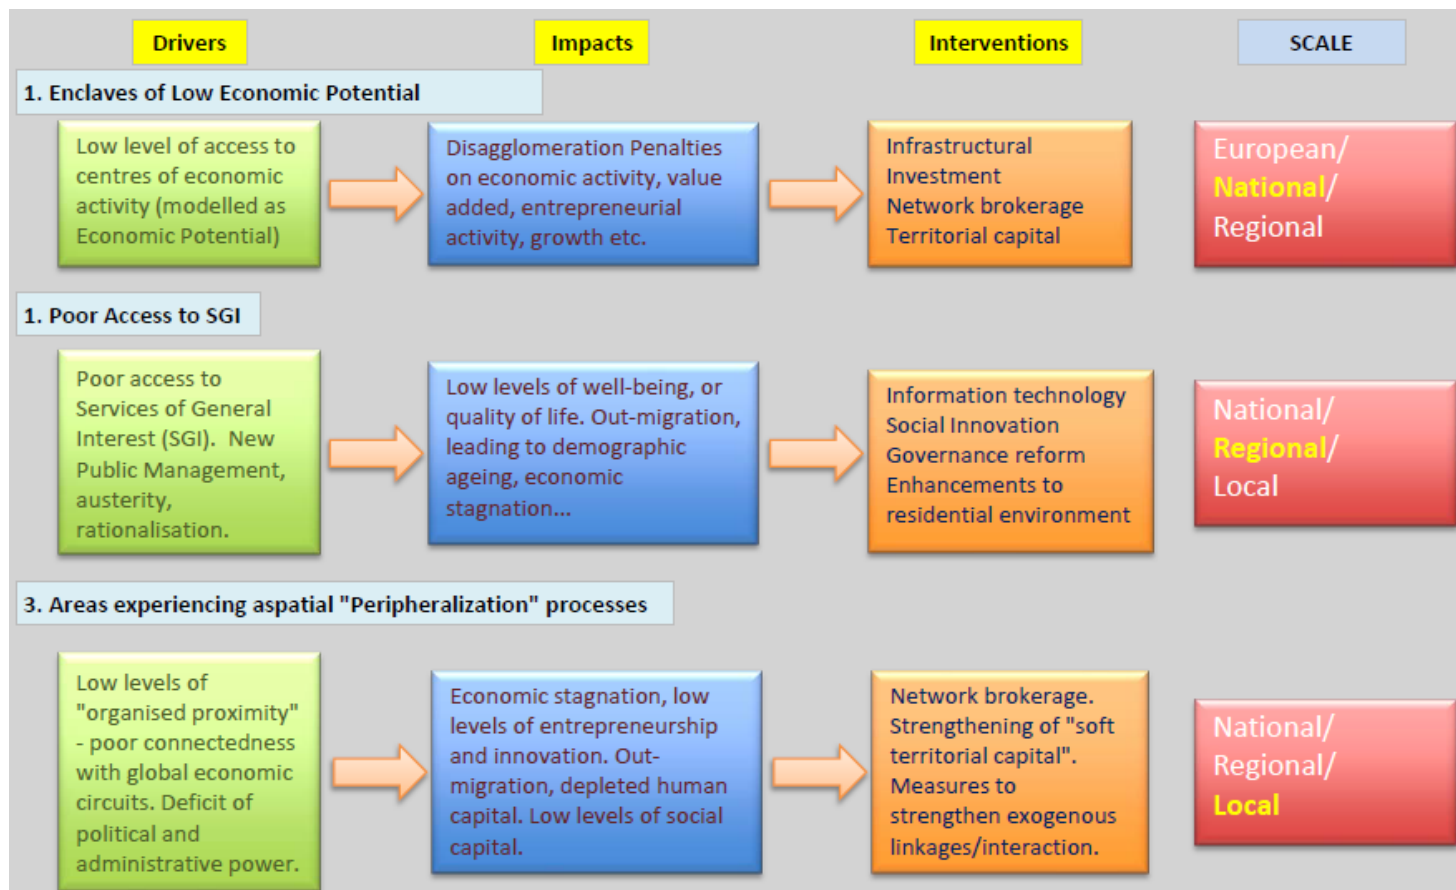 Drivers
Impacts
Interventions
SCALE
1. Enclaves of Low Economic Potential
Low level of access to
centres of economic
activity (modelled as
Economic Potential)
Disagglomeration Penalties
on economic activity, value
added, entrepreneurial
activity, growth etc.
Infrastructural
Investment
Network brokerage
Territorial capital
European/
National/
Regional
1. Poor Access to SGI
Poor access to
Services of General
Interest (SGI).  New
Public Management,
austerity,
rationalisation.
Low levels of well-being, or
quality of life. Out-migration,
leading to demographic
ageing, economic
stagnation...
Information technology
Social Innovation
Governance reform
Enhancements to
residential environment
National/
Regional/
Local
3. Areas experiencing aspatial "Peripheralization" processes
Low levels of
"organised proximity"
- poor connectedness
with global economic
circuits. Deficit of
political and
administrative power.
Economic stagnation, low
levels of entrepreneurship
and innovation. Out-
migration, depleted human
capital. Low levels of social
capital.
Network brokerage.
Strengthening of "soft
territorial capital".
Measures to
strengthen exogenous
linkages/interaction.
National/
Regional/
Local